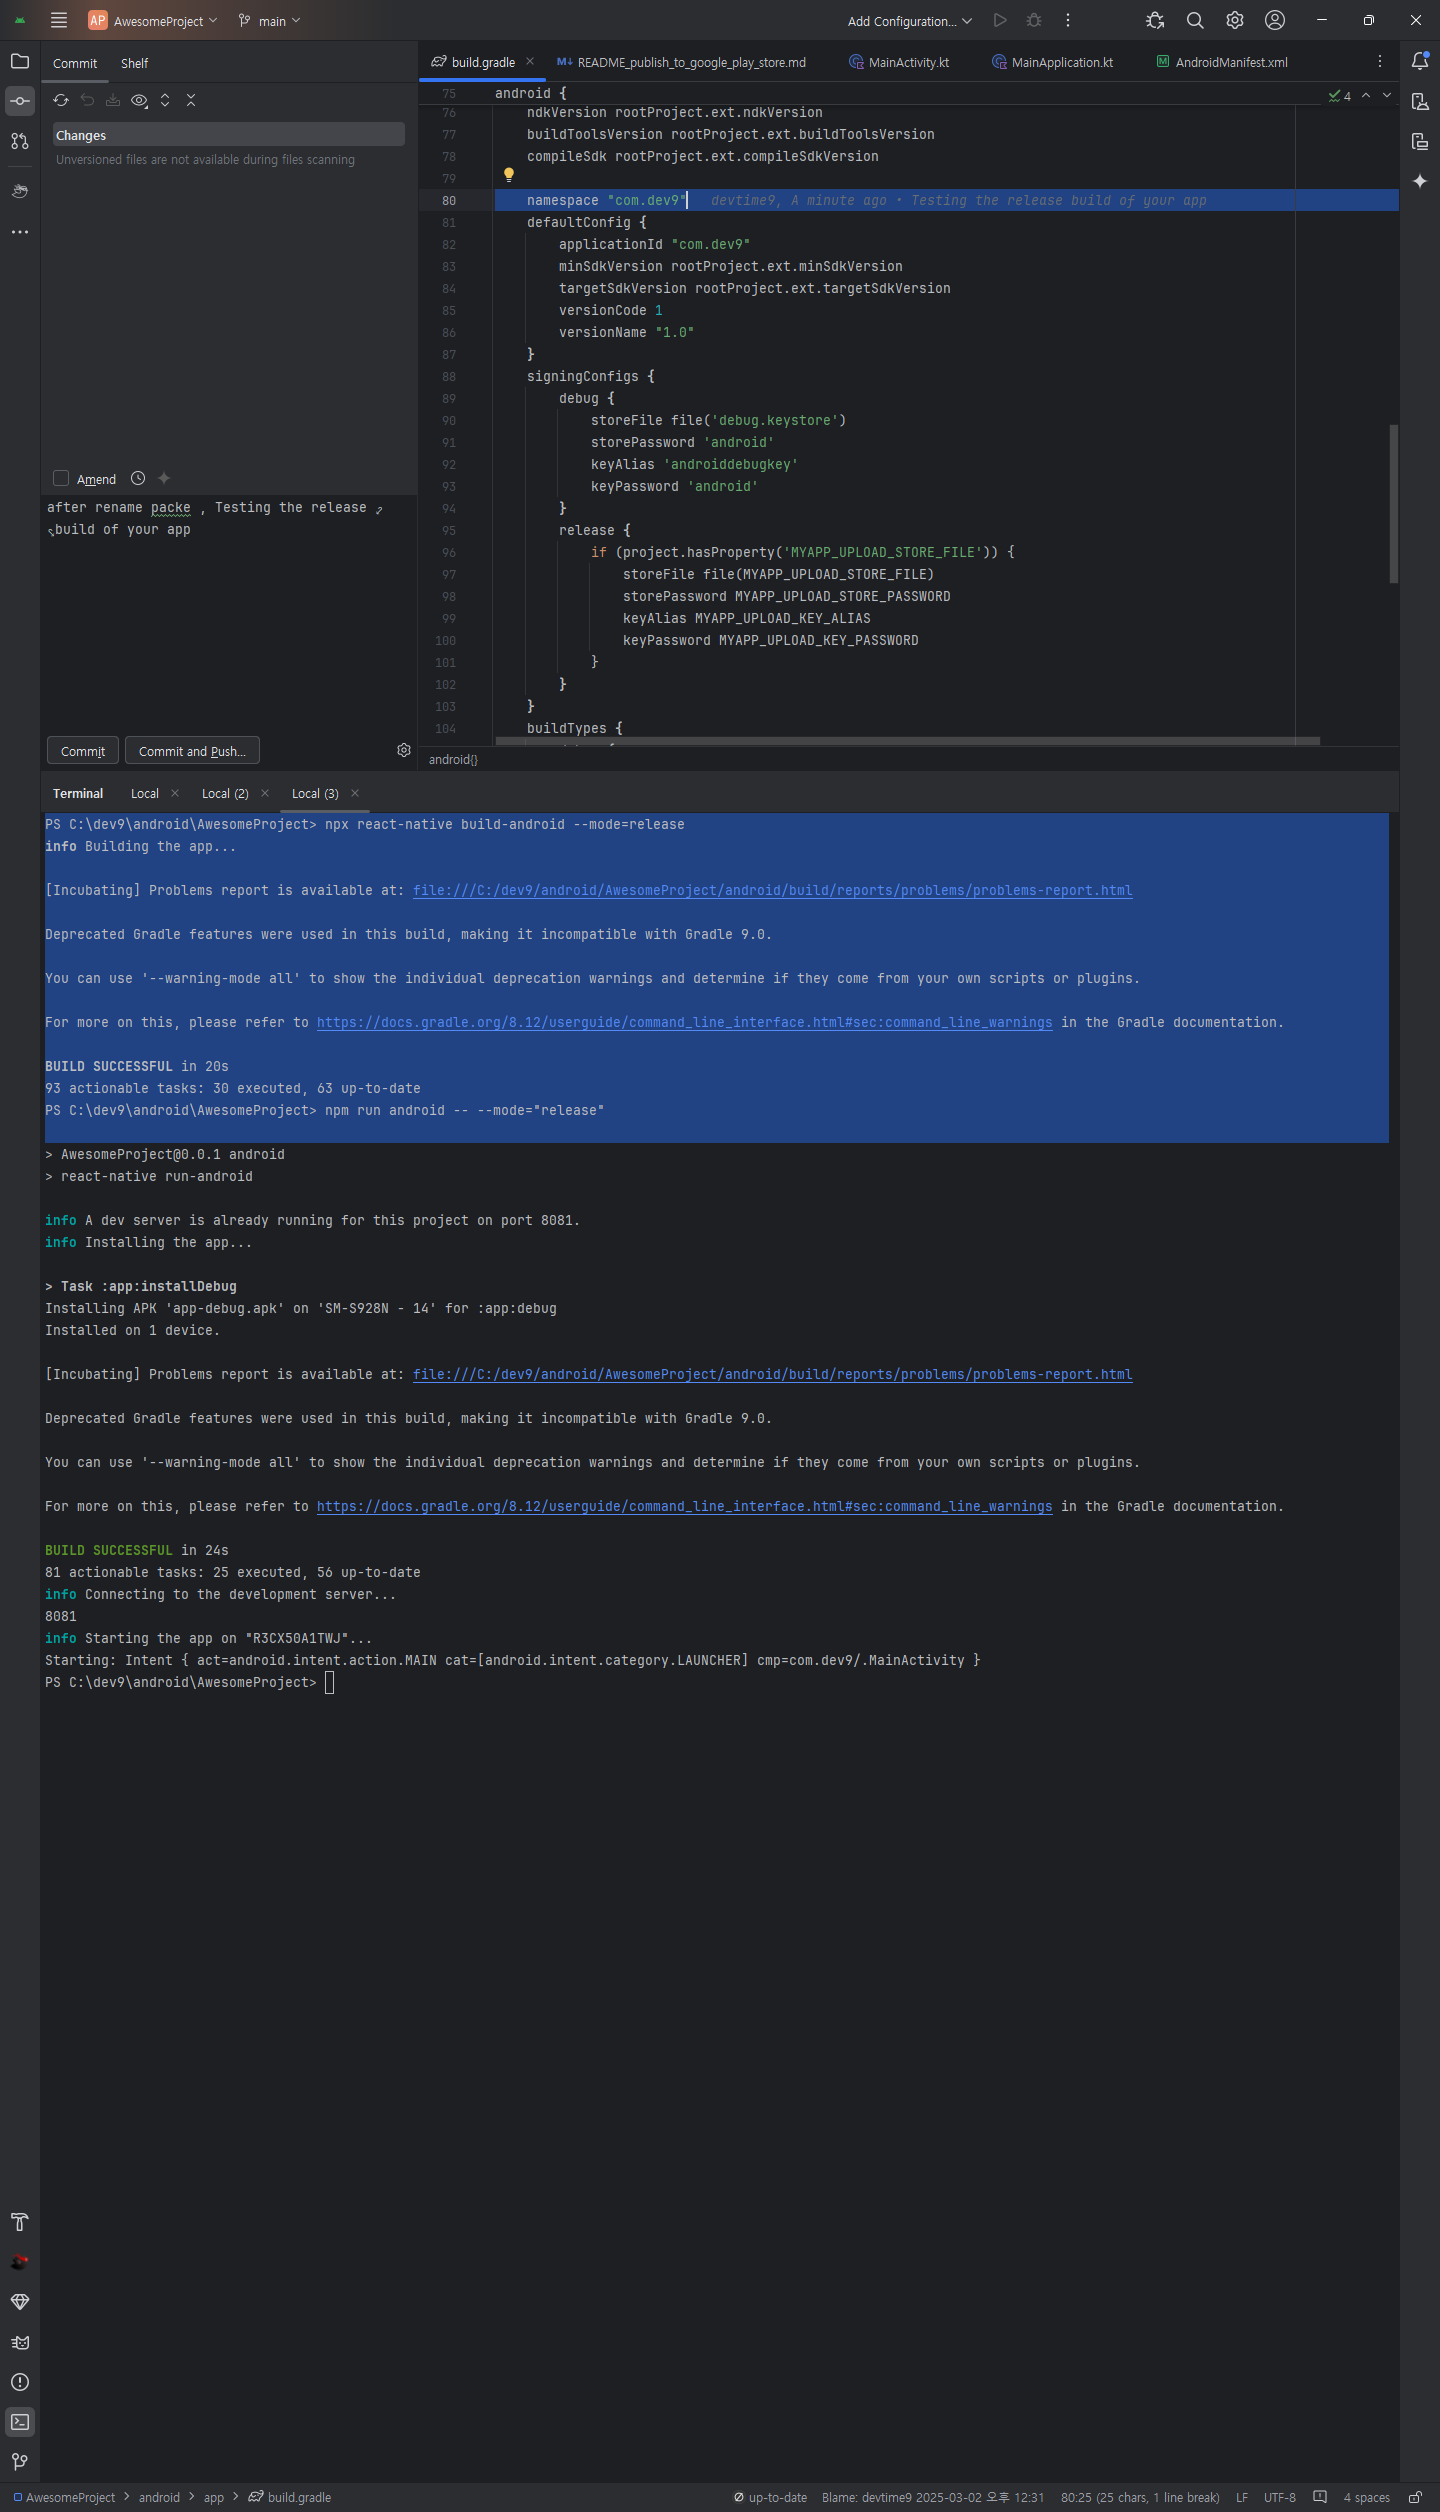 AP AwesomeProject main Add Configuration...
Commit Shelf
Changes
Unversioned files are not available during files scanning
Amend
after rename packe , Testing the release
build of your app
Commit Commit and Push...
build.gradle README_publish_to_google_play_store.md MainActivity.kt MainApplication.kt AndroidManifest.xml
4
75 android {
76 ndkVersion rootProject.ext.ndkVersion
77 buildToolsVersion rootProject.ext.buildToolsVersion
78 compileSdk rootProject.ext.compileSdkVersion
79
80 namespace "com.dev9" devtime9, A minute ago • Testing the release build of your app
81 defaultConfig {
82 applicationId "com.dev9"
83 minSdkVersion rootProject.ext.minSdkVersion
84 targetSdkVersion rootProject.ext.targetSdkVersion
85 versionCode 1
86 versionName "1.0"
87 }
88 signingConfigs {
89 debug {
90 storeFile file('debug.keystore')
91 storePassword 'android'
92 keyAlias 'androiddebugkey'
93 keyPassword 'android'
94 }
95 release {
96 if (project.hasProperty('MYAPP_UPLOAD_STORE_FILE')) {
97 storeFile file(MYAPP_UPLOAD_STORE_FILE)
98 storePassword MYAPP_UPLOAD_STORE_PASSWORD
99 keyAlias MYAPP_UPLOAD_KEY_ALIAS
100 keyPassword MYAPP_UPLOAD_KEY_PASSWORD
101 }
102 }
103 }
104 buildTypes {
android{}
Terminal Local Local (2) Local (3)
PS C:\dev9\android\AwesomeProject> npx react-native build-android --mode=release
info Building the app...
[Incubating] Problems report is available at: file:///C:/dev9/android/AwesomeProject/android/build/reports/problems/problems-report.html
Deprecated Gradle features were used in this build, making it incompatible with Gradle 9.0.
You can use '--warning-mode all' to show the individual deprecation warnings and determine if they come from your own scripts or plugins.
For more on this, please refer to https://docs.gradle.org/8.12/userguide/command_line_interface.html#sec:command_line_warnings in the Gradle documentation.
BUILD SUCCESSFUL in 20s
93 actionable tasks: 30 executed, 63 up-to-date
PS C:\dev9\android\AwesomeProject> npm run android -- --mode="release"
> AwesomeProject@0.0.1 android
> react-native run-android
info A dev server is already running for this project on port 8081.
info Installing the app...
> Task :app:installDebug
Installing APK 'app-debug.apk' on 'SM-S928N - 14' for :app:debug
Installed on 1 device.
[Incubating] Problems report is available at: file:///C:/dev9/android/AwesomeProject/android/build/reports/problems/problems-report.html
Deprecated Gradle features were used in this build, making it incompatible with Gradle 9.0.
You can use '--warning-mode all' to show the individual deprecation warnings and determine if they come from your own scripts or plugins.
For more on this, please refer to https://docs.gradle.org/8.12/userguide/command_line_interface.html#sec:command_line_warnings in the Gradle documentation.
BUILD SUCCESSFUL in 24s
81 actionable tasks: 25 executed, 56 up-to-date
info Connecting to the development server...
8081
info Starting the app on "R3CX50A1TWJ"...
Starting: Intent { act=android.intent.action.MAIN cat=[android.intent.category.LAUNCHER] cmp=com.dev9/.MainActivity }
PS C:\dev9\android\AwesomeProject>
AwesomeProject > android > app > build.gradle up-to-date Blame: devtime9 2025-03-02 오후 12:31 80:25 (25 chars, 1 line break) LF UTF-8 4 spaces